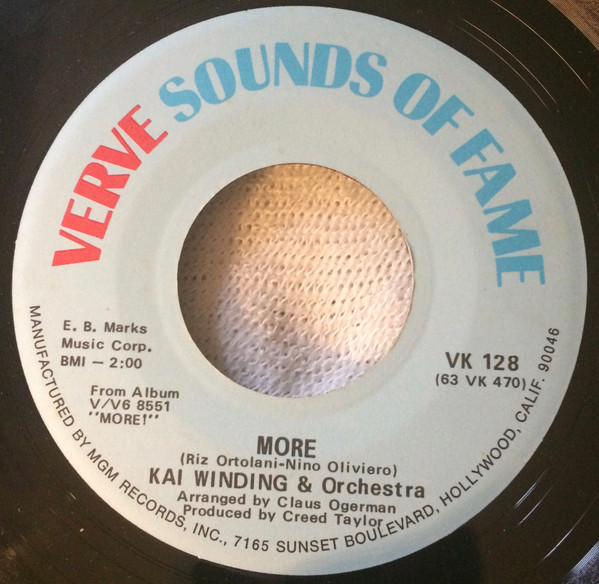 VERVE SOUNDS OF FAME
E. B. Marks
Music Corp.
BMI — 2:00
From Album
V/V6 8551
"MORE!"
VK 128
(63 VK 470)
MORE
(Riz Ortolani-Nino Oliviero)
KAI WINDING & Orchestra
Arranged by Claus Ogerman
Produced by Creed Taylor
MANUFACTURED BY MGM RECORDS, INC., 7165 SUNSET BOULEVARD, HOLLYWOOD, CALIF. 90046